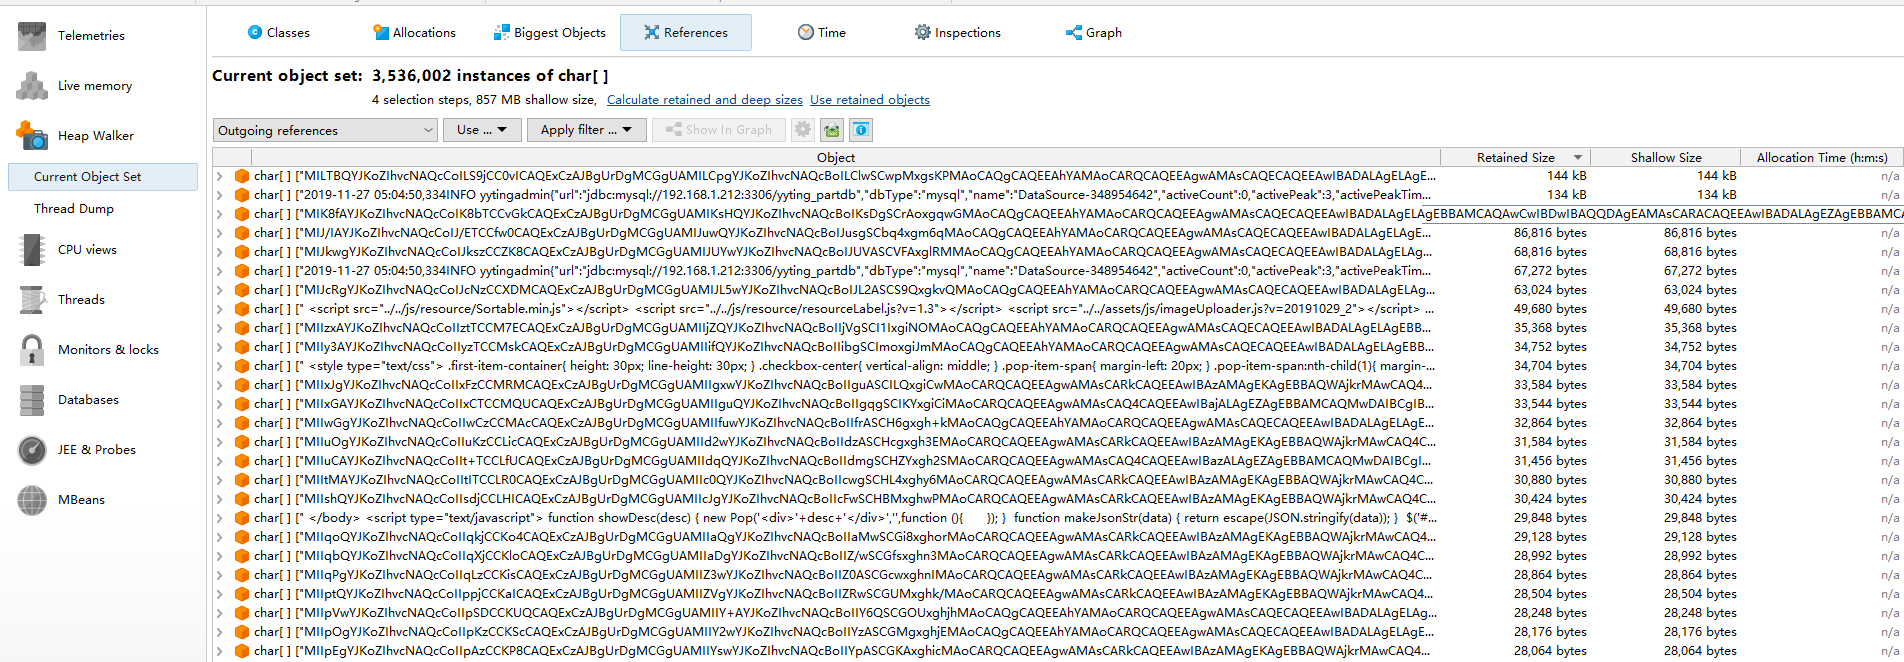 Telemetries
Live memory
Heap Walker
Current Object Set
Thread Dump
CPU views
Threads
Monitors & locks
Databases
JEE & Probes
MBeans
Classes Allocations Biggest Objects References Time Inspections Graph
Current object set: 3,536,002 instances of char[ ]
4 selection steps, 857 MB shallow size, Calculate retained and deep sizes Use retained objects
Outgoing references Use ... Apply filter ... Show In Graph
Object Retained Size Shallow Size Allocation Time (h:m:s)
char[ ] ["MILTBQYJKoZIhvcNAQcCoILS9jCC0vICAQExCzAJBgUrDgMCGgUAMILCpgYJKoZIhvcNAQcBoILClwSCwpMxgsKPMAoCAQgCAQEEAhYAMAoCARQCAQEEAgwAMAsCAQECAQEEAwIBADALAgELAgE... 144 kB 144 kB n/a
char[ ] ["2019-11-27 05:04:50,334INFO yytingadmin{"url":"jdbc:mysql://192.168.1.212:3306/yyting_partdb","dbType":"mysql","name":"DataSource-348954642","activeCount":0,"activePeak":3,"activePeakTim... 134 kB 134 kB n/a
char[ ] ["MIK8fAYJKoZIhvcNAQcCoIK8bTCCvGkCAQExCzAJBgUrDgMCGgUAMIKsHQYJKoZIhvcNAQcBoIKsDgSCrAoxgqwGMAoCAQgCAQEEAhYAMAoCARQCAQEEAgwAMAsCAQECAQEEAwIBADALAgELAgEBBAMCAQAwCwIBDwIBAQQDAgEAMAsCARACAQEEAwIBADALAgEZAgEBBAMCA
char[ ] ["MIJ/IAYJKoZIhvcNAQcCoIJ/ETCCfw0CAQExCzAJBgUrDgMCGgUAMIJuwQYJKoZIhvcNAQcBoIJusgSCbq4xgm6qMAoCAQgCAQEEAhYAMAoCARQCAQEEAgwAMAsCAQECAQEEAwIBADALAgELAgE... 86,816 bytes 86,816 bytes n/a
char[ ] ["MIJkwgYJKoZIhvcNAQcCoIJkszCCZK8CAQExCzAJBgUrDgMCGgUAMIJUYwYJKoZIhvcNAQcBoIJUVASCVFAxglRMMAoCAQgCAQEEAhYAMAoCARQCAQEEAgwAMAsCAQECAQEEAwIBADALAgELAgE... 68,816 bytes 68,816 bytes n/a
char[ ] ["2019-11-27 05:04:50,334INFO yytingadmin{"url":"jdbc:mysql://192.168.1.212:3306/yyting_partdb","dbType":"mysql","name":"DataSource-348954642","activeCount":0,"activePeak":3,"activePeakTim... 67,272 bytes 67,272 bytes n/a
char[ ] ["MIJcRgYJKoZIhvcNAQcCoIJcNzCCXDMCAQExCzAJBgUrDgMCGgUAMIJL5wYJKoZIhvcNAQcBoIJL2ASCS9QxgkvQMAoCAQgCAQEEAhYAMAoCARQCAQEEAgwAMAsCAQECAQEEAwIBADALAgELAg... 63,024 bytes 63,024 bytes n/a
char[ ] [" <script src="../../js/resource/Sortable.min.js"></script> <script src="../../js/resource/resourceLabel.js?v=1.3"></script> <script src="../../assets/js/imageUploader.js?v=20191029_2"></script> ... 49,680 bytes 49,680 bytes n/a
char[ ] ["MIIzxAYJKoZIhvcNAQcCoIIztTCCM7ECAQExCzAJBgUrDgMCGgUAMIIjZQYJKoZIhvcNAQcBoIIjVgSCI1IxgiNOMAoCAQgCAQEEAhYAMAoCARQCAQEEAgwAMAsCAQECAQEEAwIBADALAgELAgEBB... 35,368 bytes 35,368 bytes n/a
char[ ] ["MIIy3AYJKoZIhvcNAQcCoIIyzTCCMskCAQExCzAJBgUrDgMCGgUAMIIifQYJKoZIhvcNAQcBoIIibgSCImoxgiJmMAoCAQgCAQEEAhYAMAoCARQCAQEEAgwAMAsCAQECAQEEAwIBADALAgELAgEBB... 34,752 bytes 34,752 bytes n/a
char[ ] [" <style type="text/css"> .first-item-container{ height: 30px; line-height: 30px; } .checkbox-center{ vertical-align: middle; } .pop-item-span{ margin-left: 20px; } .pop-item-span:nth-child(1){ margin-... 34,704 bytes 34,704 bytes n/a
char[ ] ["MIIxJgYJKoZIhvcNAQcCoIIxFzCCMRMCAQExCzAJBgUrDgMCGgUAMIIgxwYJKoZIhvcNAQcBoIIguASCILQxgiCwMAoCARQCAQEEAgwAMAsCARkCAQEEAwIBAzAMAgEKAgEBBAQWAjkrMAwCAQ4... 33,584 bytes 33,584 bytes n/a
char[ ] ["MIIxGAYJKoZIhvcNAQcCoIIxCTCCMQUCAQExCzAJBgUrDgMCGgUAMIIguQYJKoZIhvcNAQcBoIIgqgSCIKYxgiCiMAoCARQCAQEEAgwAMAsCAQ4CAQEEAwIBajALAgEZAgEBBAMCAQMwDAIBCgIB... 33,544 bytes 33,544 bytes n/a
char[ ] ["MIIwGgYJKoZIhvcNAQcCoIIwCzCCMAcCAQExCzAJBgUrDgMCGgUAMIIfuwYJKoZIhvcNAQcBoIIfrASCH6gxgh+kMAoCAQgCAQEEAhYAMAoCARQCAQEEAgwAMAsCAQECAQEEAwIBADALAgELAgE... 32,864 bytes 32,864 bytes n/a
char[ ] ["MIIuOgYJKoZIhvcNAQcCoIIuKzCCLicCAQExCzAJBgUrDgMCGgUAMIId2wYJKoZIhvcNAQcBoIIdzASCHcgxgh3EMAoCARQCAQEEAgwAMAsCARkCAQEEAwIBAzAMAgEKAgEBBAQWAjkrMAwCAQ4C... 31,584 bytes 31,584 bytes n/a
char[ ] ["MIIuCAYJKoZIhvcNAQcCoIIt+TCCLfUCAQExCzAJBgUrDgMCGgUAMIIdqQYJKoZIhvcNAQcBoIIdmgSCHZYxgh2SMAoCARQCAQEEAgwAMAsCAQ4CAQEEAwIBazALAgEZAgEBBAMCAQMwDAIBCgI... 31,456 bytes 31,456 bytes n/a
char[ ] ["MIItMAYJKoZIhvcNAQcCoIItITCCLR0CAQExCzAJBgUrDgMCGgUAMIIc0QYJKoZIhvcNAQcBoIIcwgSCHL4xghy6MAoCARQCAQEEAgwAMAsCARkCAQEEAwIBAzAMAgEKAgEBBAQWAjkrMAwCAQ4... 30,880 bytes 30,880 bytes n/a
char[ ] ["MIIshQYJKoZIhvcNAQcCoIIsdjCCLHICAQExCzAJBgUrDgMCGgUAMIIcJgYJKoZIhvcNAQcBoIIcFwSCHBMxghwPMAoCARQCAQEEAgwAMAsCARkCAQEEAwIBAzAMAgEKAgEBBAQWAjkrMAwCAQ4... 30,424 bytes 30,424 bytes n/a
char[ ] [" </body> <script type="text/javascript"> function showDesc(desc) { new Pop('<div>'+desc+'</div>','',function (){ }); } function makeJsonStr(data) { return escape(JSON.stringify(data)); } $('#... 29,848 bytes 29,848 bytes n/a
char[ ] ["MIIqoQYJKoZIhvcNAQcCoIIqkjCCKo4CAQExCzAJBgUrDgMCGgUAMIIaQgYJKoZIhvcNAQcBoIIaMwSCGi8xghorMAoCARQCAQEEAgwAMAsCARkCAQEEAwIBAzAMAgEKAgEBBAQWAjkrMAwCAQ4... 29,128 bytes 29,128 bytes n/a
char[ ] ["MIIqbQYJKoZIhvcNAQcCoIIqXjCCKloCAQExCzAJBgUrDgMCGgUAMIIaDgYJKoZIhvcNAQcBoIIZ/wSCGfsxghn3MAoCARQCAQEEAgwAMAsCARkCAQEEAwIBAzAMAgEKAgEBBAQWAjkrMAwCAQ4C... 28,992 bytes 28,992 bytes n/a
char[ ] ["MIIqPgYJKoZIhvcNAQcCoIIqLzCCKisCAQExCzAJBgUrDgMCGgUAMIIZ3wYJKoZIhvcNAQcBoIIZ0ASCGcwxghnIMAoCARQCAQEEAgwAMAsCARkCAQEEAwIBAzAMAgEKAgEBBAQWAjkrMAwCAQ4C... 28,864 bytes 28,864 bytes n/a
char[ ] ["MIIptQYJKoZIhvcNAQcCoIIppjCCKaICAQExCzAJBgUrDgMCGgUAMIIZVgYJKoZIhvcNAQcBoIIZRwSCGUMxghk/MAoCARQCAQEEAgwAMAsCARkCAQEEAwIBAzAMAgEKAgEBBAQWAjkrMAwCAQ4C... 28,504 bytes 28,504 bytes n/a
char[ ] ["MIIpVwYJKoZIhvcNAQcCoIIpSDCCKUQCAQExCzAJBgUrDgMCGgUAMIIY+AYJKoZIhvcNAQcBoIIY6QSCGOUxghjhMAoCAQgCAQEEAhYAMAoCARQCAQEEAgwAMAsCAQECAQEEAwIBADALAgELAg... 28,248 bytes 28,248 bytes n/a
char[ ] ["MIIpOgYJKoZIhvcNAQcCoIIpKzCCKScCAQExCzAJBgUrDgMCGgUAMIIY2wYJKoZIhvcNAQcBoIIYzASCGMgxghjEMAoCAQgCAQEEAhYAMAoCARQCAQEEAgwAMAsCAQECAQEEAwIBADALAgELAgE... 28,176 bytes 28,176 bytes n/a
char[ ] ["MIIpEgYJKoZIhvcNAQcCoIIpAzCCKP8CAQExCzAJBgUrDgMCGgUAMIIYswYJKoZIhvcNAQcBoIIYpASCGKAxghicMAoCARQCAQEEAgwAMAsCARkCAQEEAwIBAzAMAgEKAgEBBAQWAjkrMAwCAQ4... 28,064 bytes 28,064 bytes n/a